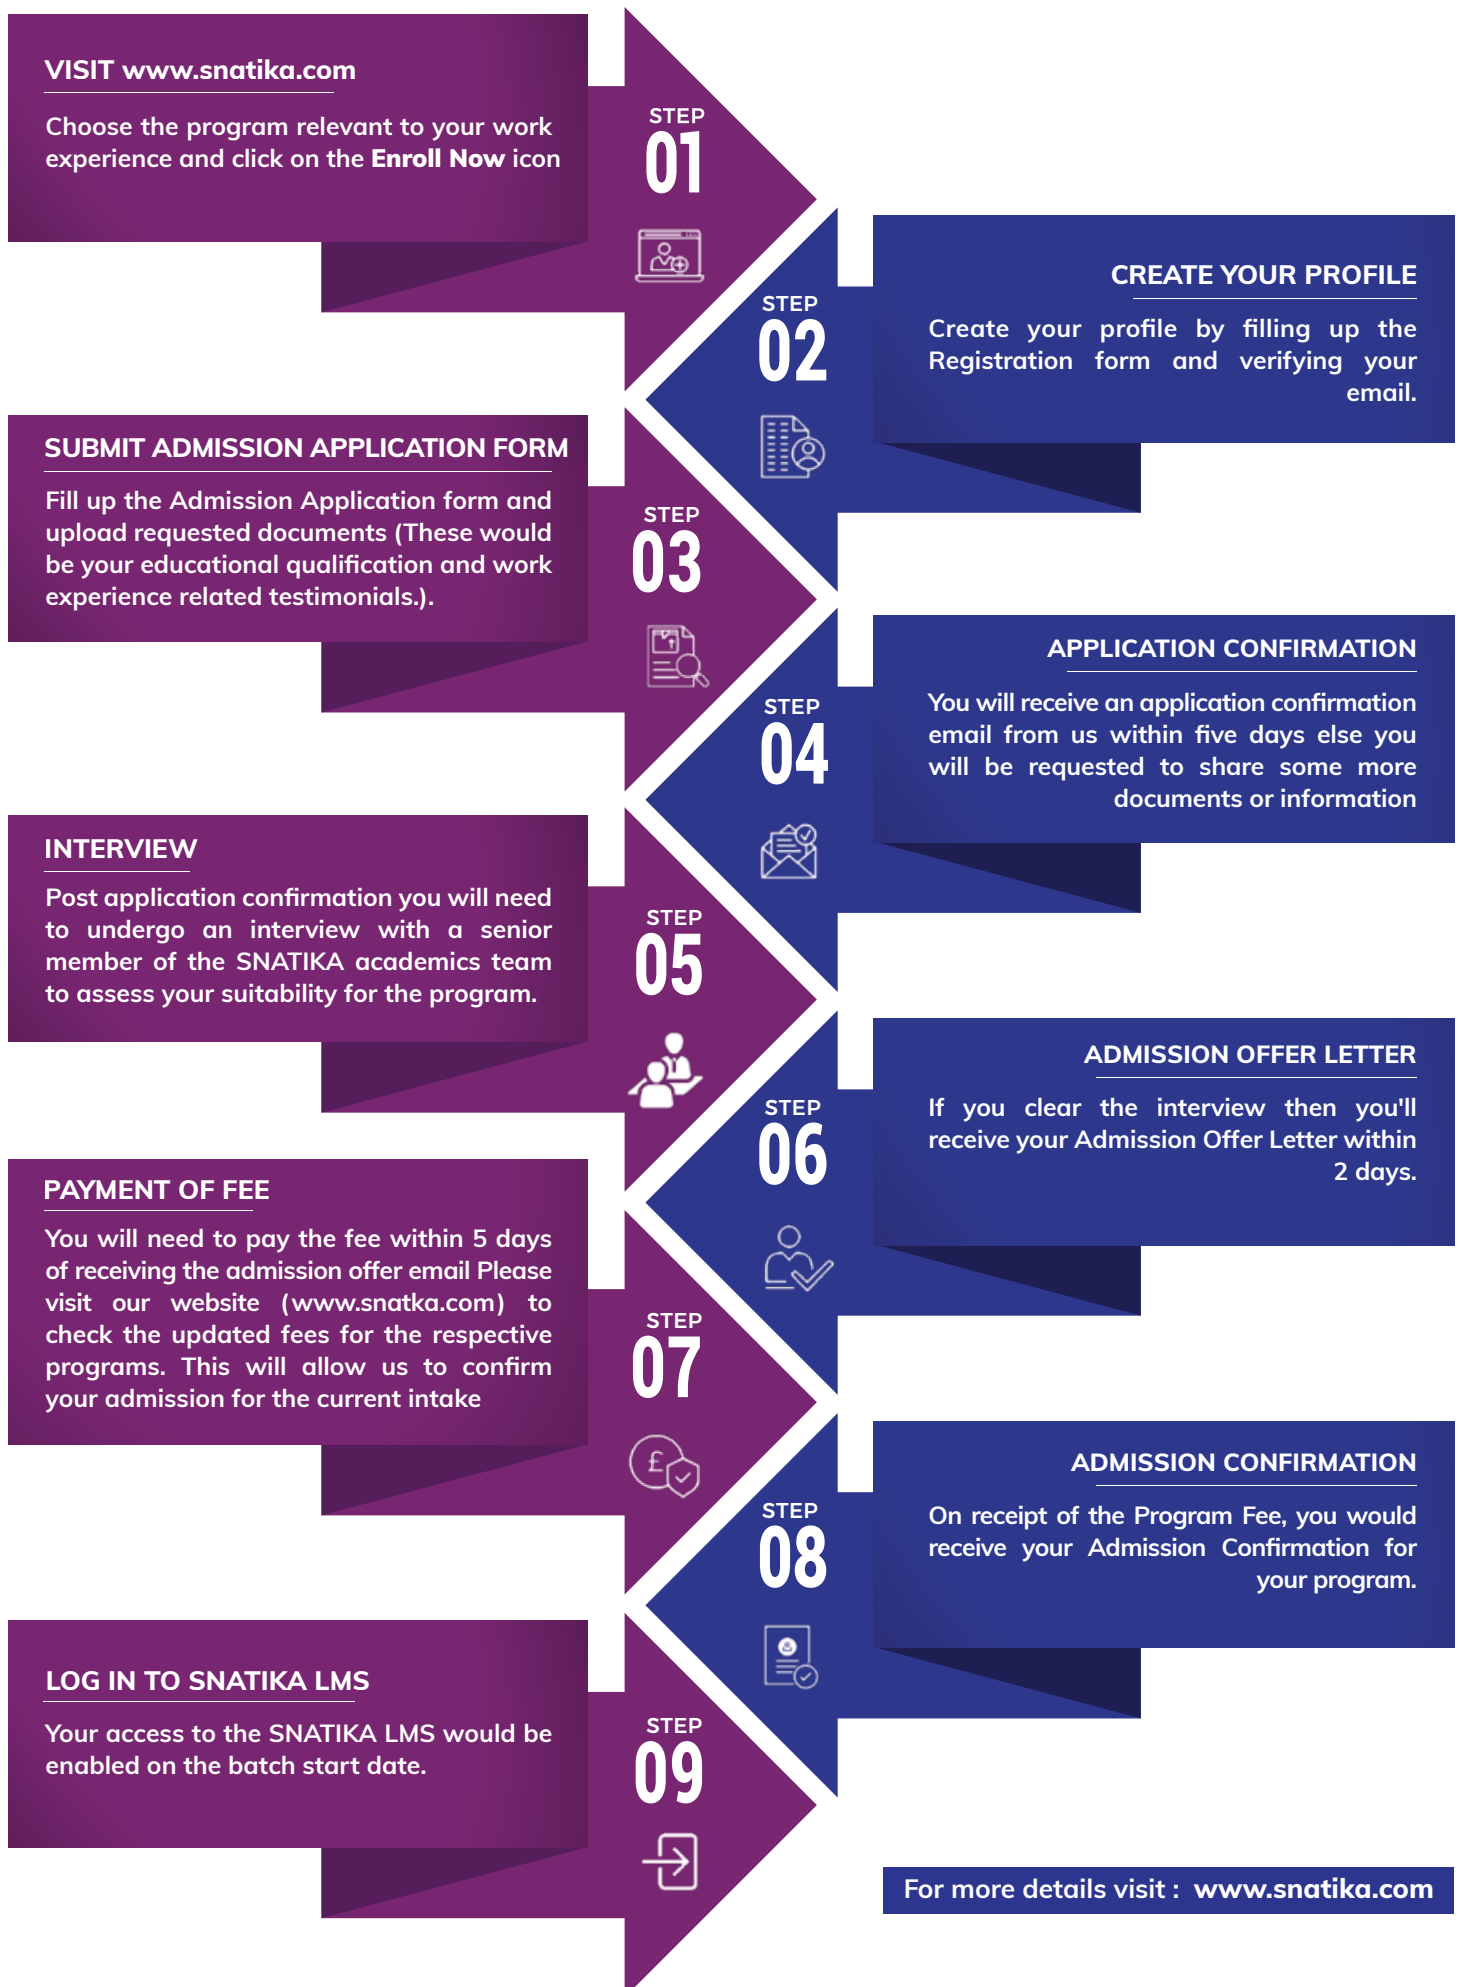 VISIT www.snatika.com
Choose the program relevant to your work
experience and click on the Enroll Now icon
STEP
01
CREATE YOUR PROFILE
Create your profile by filling up the
Registration form and verifying your
email.
STEP
02
SUBMIT ADMISSION APPLICATION FORM
Fill up the Admission Application form and
upload requested documents (These would
be your educational qualification and work
experience related testimonials.).
STEP
03
APPLICATION CONFIRMATION
You will receive an application confirmation
email from us within five days else you
will be requested to share some more
documents or information
STEP
04
INTERVIEW
Post application confirmation you will need
to undergo an interview with a senior
member of the SNATIKA academics team
to assess your suitability for the program.
STEP
05
ADMISSION OFFER LETTER
If you clear the interview then you'll
receive your Admission Offer Letter within
2 days.
STEP
06
PAYMENT OF FEE
You will need to pay the fee within 5 days
of receiving the admission offer email Please
visit our website (www.snatka.com) to
check the updated fees for the respective
programs. This will allow us to confirm
your admission for the current intake
STEP
07
£
ADMISSION CONFIRMATION
On receipt of the Program Fee, you would
receive your Admission Confirmation for
your program.
STEP
08
LOG IN TO SNATIKA LMS
Your access to the SNATIKA LMS would be
enabled on the batch start date.
STEP
09
For more details visit : www.snatika.com